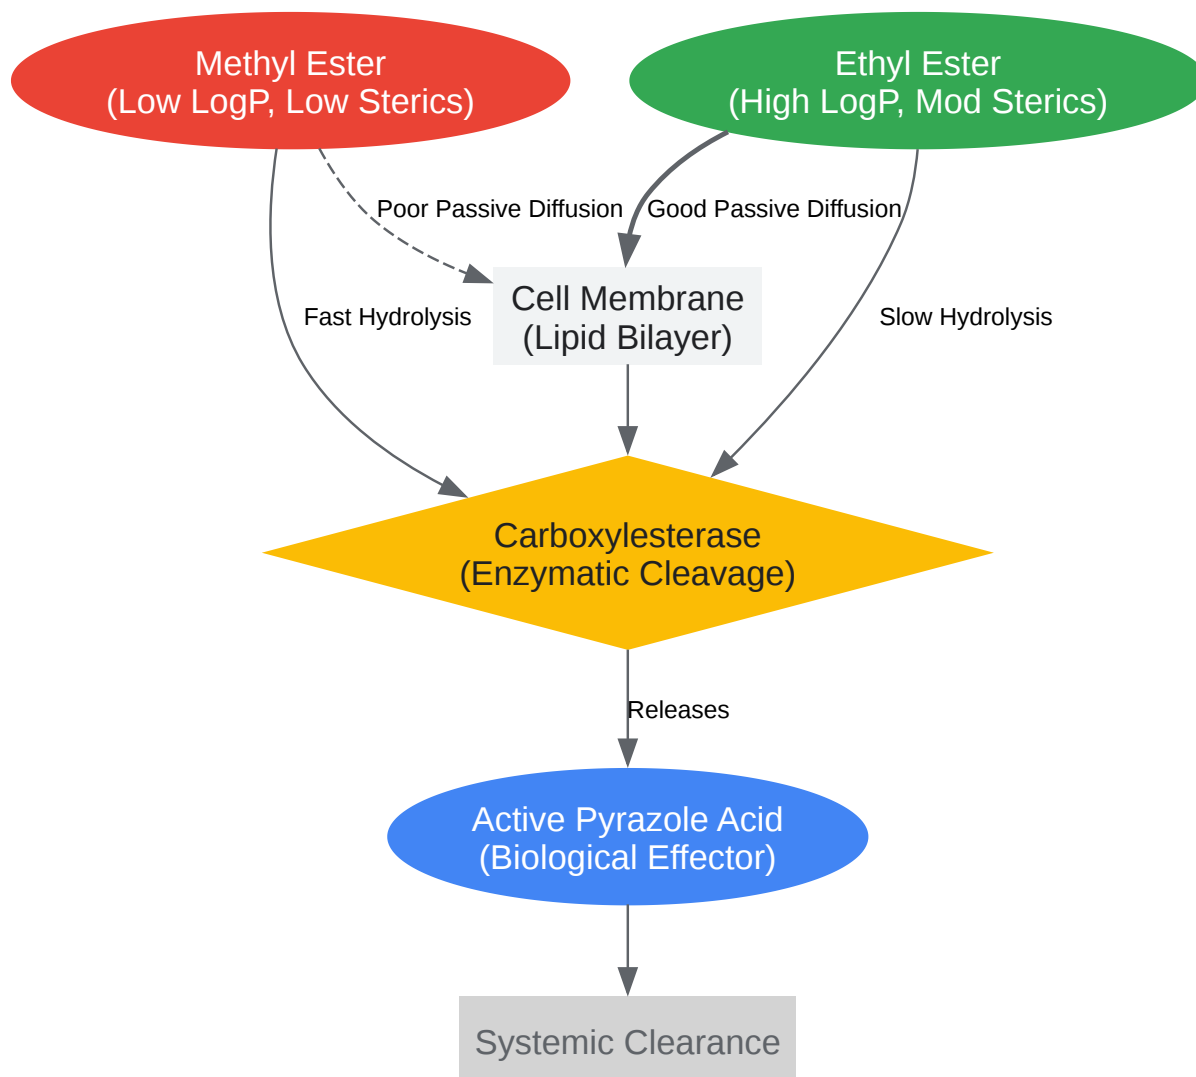 Methyl Ester
(Low LogP, Low Sterics)
Ethyl Ester
(High LogP, Mod Sterics)
Poor Passive Diffusion
Good Passive Diffusion
Fast Hydrolysis
Cell Membrane
(Lipid Bilayer)
Slow Hydrolysis
Carboxylesterase
(Enzymatic Cleavage)
Releases
Active Pyrazole Acid
(Biological Effector)
Systemic Clearance